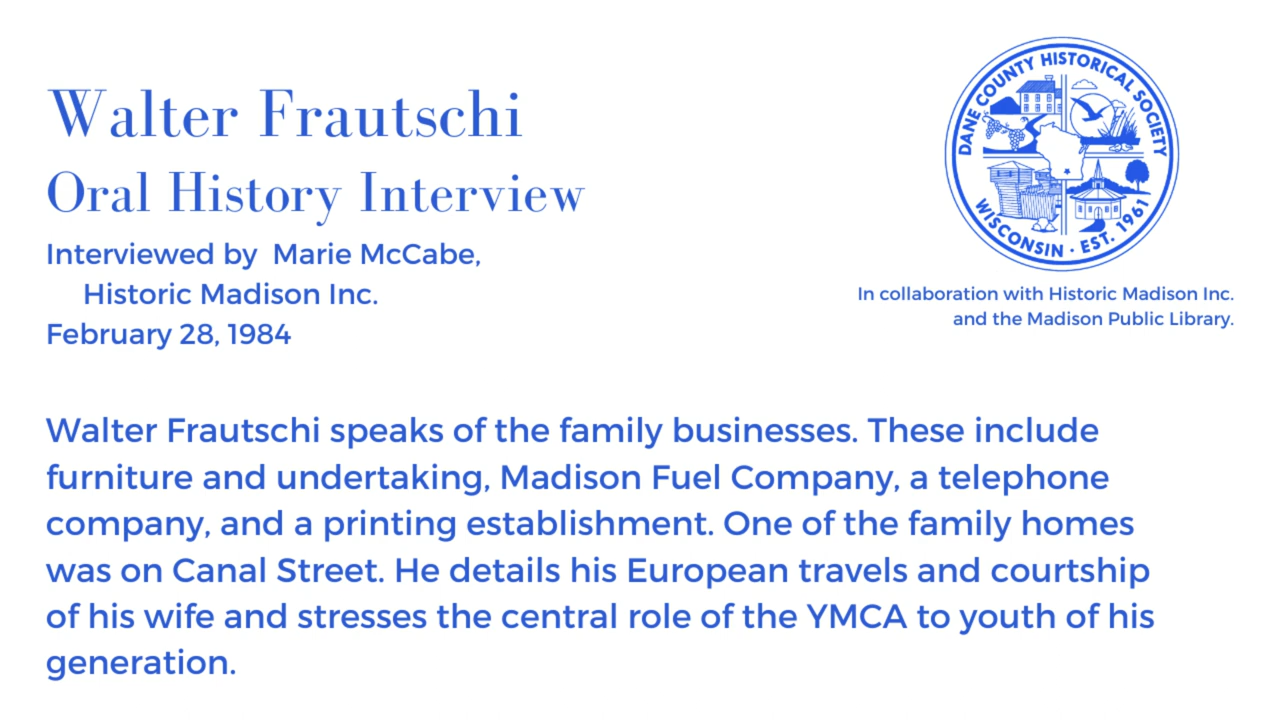 Walter Frautschi
Oral History Interview
Interviewed by  Marie McCabe,
Historic Madison Inc.
February 28, 1984
DANE COUNTY HISTORICAL SOCIETY
WISCONSIN · EST. 1961
In collaboration with Historic Madison Inc.
and the Madison Public Library.
Walter Frautschi speaks of the family businesses. These include
furniture and undertaking, Madison Fuel Company, a telephone
company, and a printing establishment. One of the family homes
was on Canal Street. He details his European travels and courtship
of his wife and stresses the central role of the YMCA to youth of his
generation.